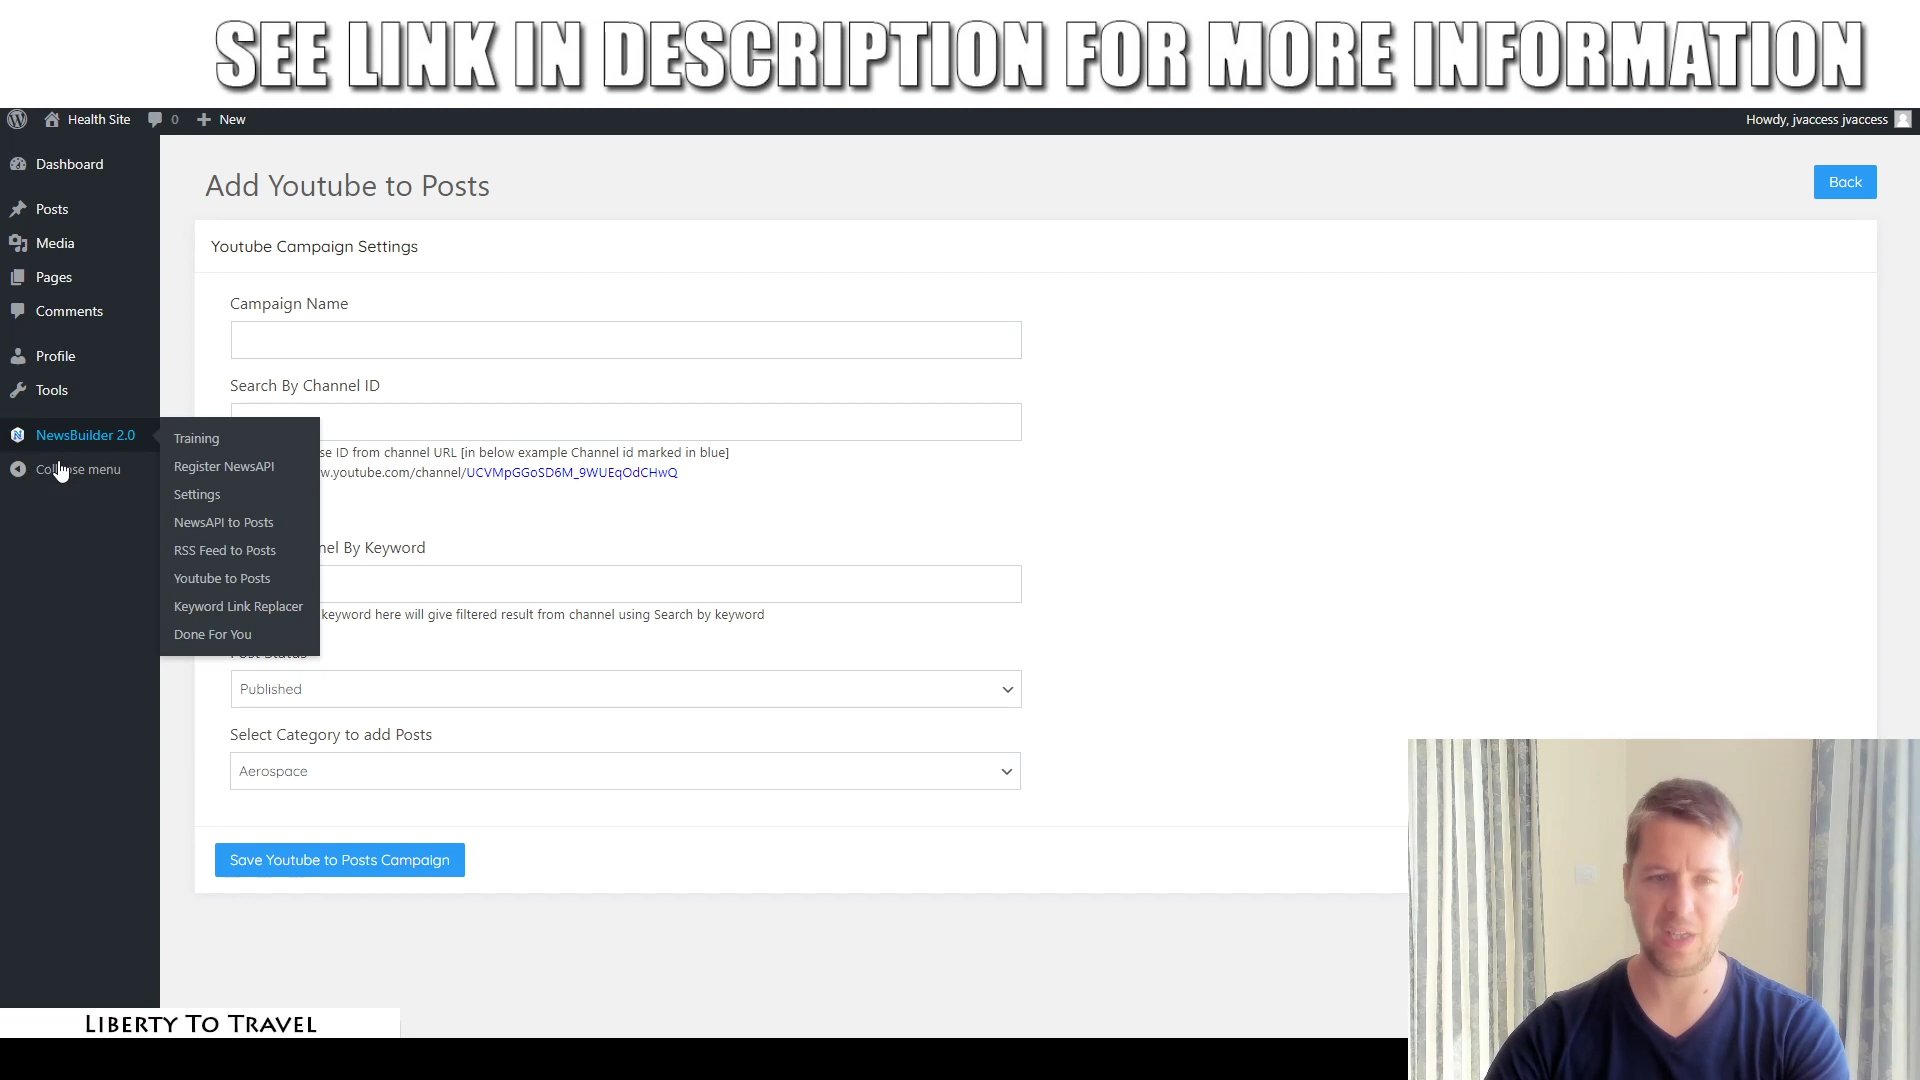 SEE LINK IN DESCRIPTION FOR MORE INFORMATION
Health Site 0 New Howdy, jvaccess jvaccess
Dashboard
Posts
Media
Pages
Comments
Profile
Tools
NewsBuilder 2.0
Collapse menu
Training
Register NewsAPI
Settings
NewsAPI to Posts
RSS Feed to Posts
Youtube to Posts
Keyword Link Replacer
Done For You
Add Youtube to Posts
Back
Youtube Campaign Settings
Campaign Name
Search By Channel ID
ID from channel URL [in below example Channel id marked in blue]
.youtube.com/channel/UCVMpGGoSD6M_9WUEqOdCHwQ
By Keyword
keyword here will give filtered result from channel using Search by keyword
Post Status
Published
Select Category to add Posts
Aerospace
Save Youtube to Posts Campaign
LIBERTY TO TRAVEL